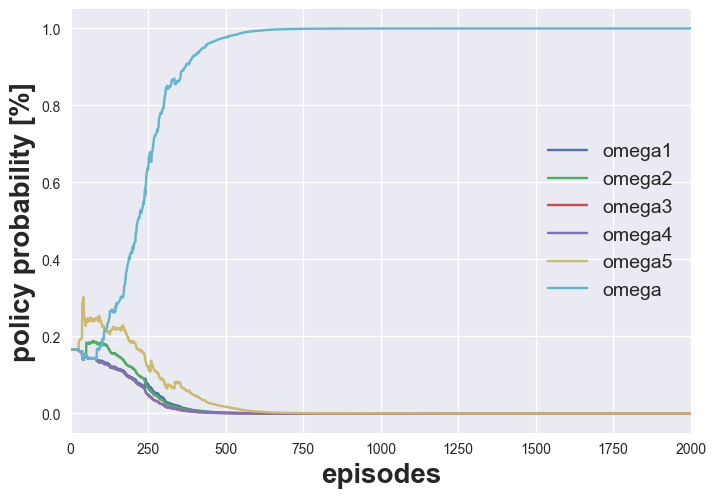 policy probability [%]
1.0
0.8
0.6
0.4
0.2
0.0
omega1
omega2
omega3
omega4
omega5
omega
0 250 500 750 1000 1250 1500 1750 2000
episodes